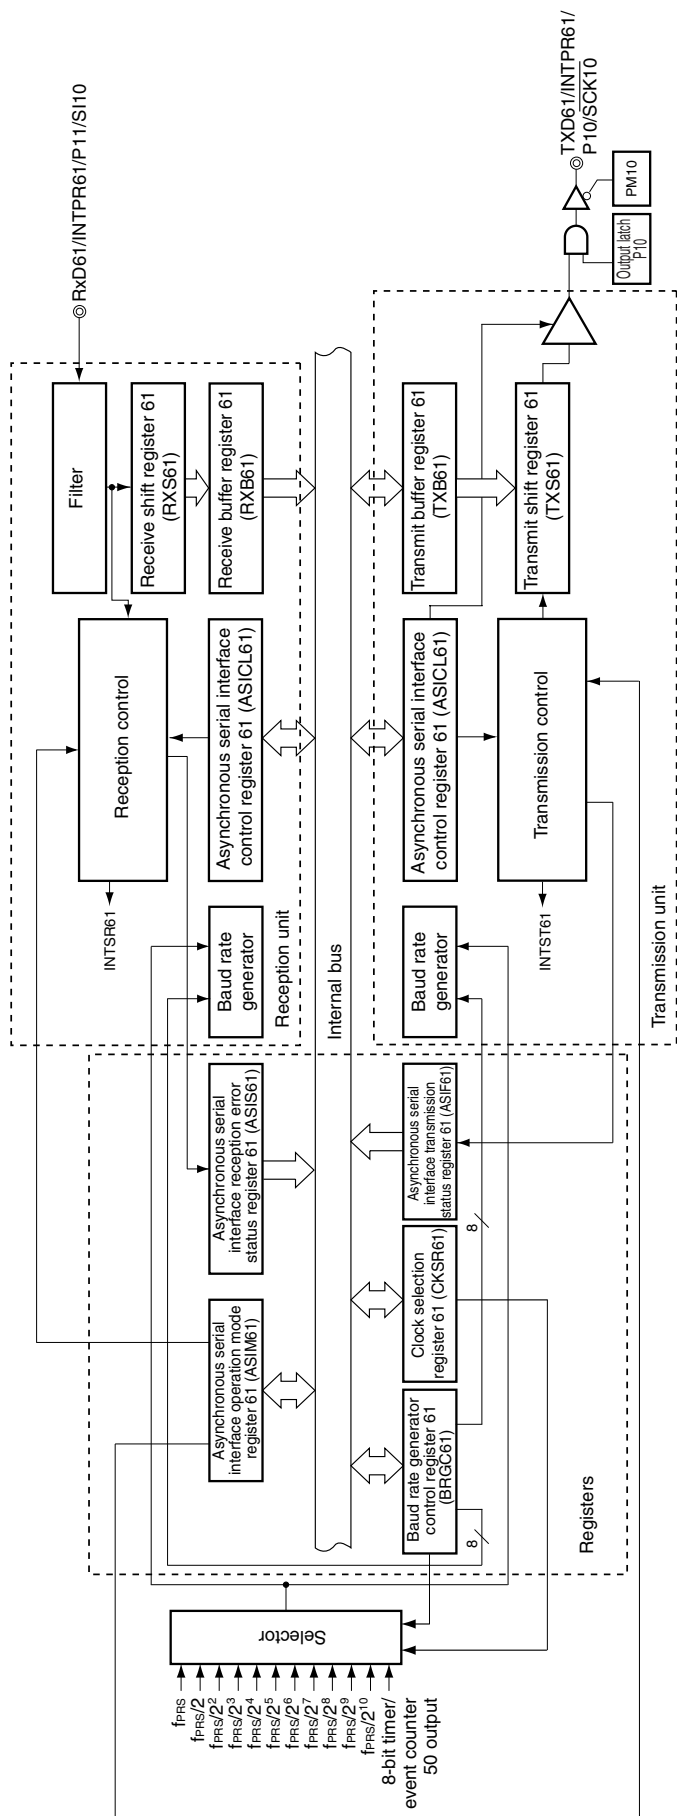 RxD61/INTPR61/P11/SI10
Filter
Receive shift register 61
(RXS61)
Receive buffer register 61
(RXB61)
Reception control
INTSR61
Asynchronous serial interface
control register 61 (ASICL61)
Baud rate
generator
Reception unit
Asynchronous serial
interface reception error
status register 61 (ASIS61)
Asynchronous serial
interface operation mode
register 61 (ASIM61)
Internal bus
TXD61/INTPR61/
P10/SCK10
PM10
Output latch
P10
Transmit buffer register 61
(TXB61)
Transmit shift register 61
(TXS61)
Asynchronous serial interface
control register 61 (ASICL61)
Transmission control
INTST61
Baud rate
generator
Transmission unit
Asynchronous serial
interface transmission
status register 61 (ASIF61)
8
Clock selection
register 61 (CKSR61)
Baud rate generator
control register 61
(BRGC61)
8
Registers
Selector
fPRS
fPRS/2
fPRS/2²
fPRS/2³
fPRS/2⁴
fPRS/2⁵
fPRS/2⁶
fPRS/2⁷
fPRS/2⁸
fPRS/2⁹
fPRS/2¹⁰
8-bit timer/
event counter
50 output